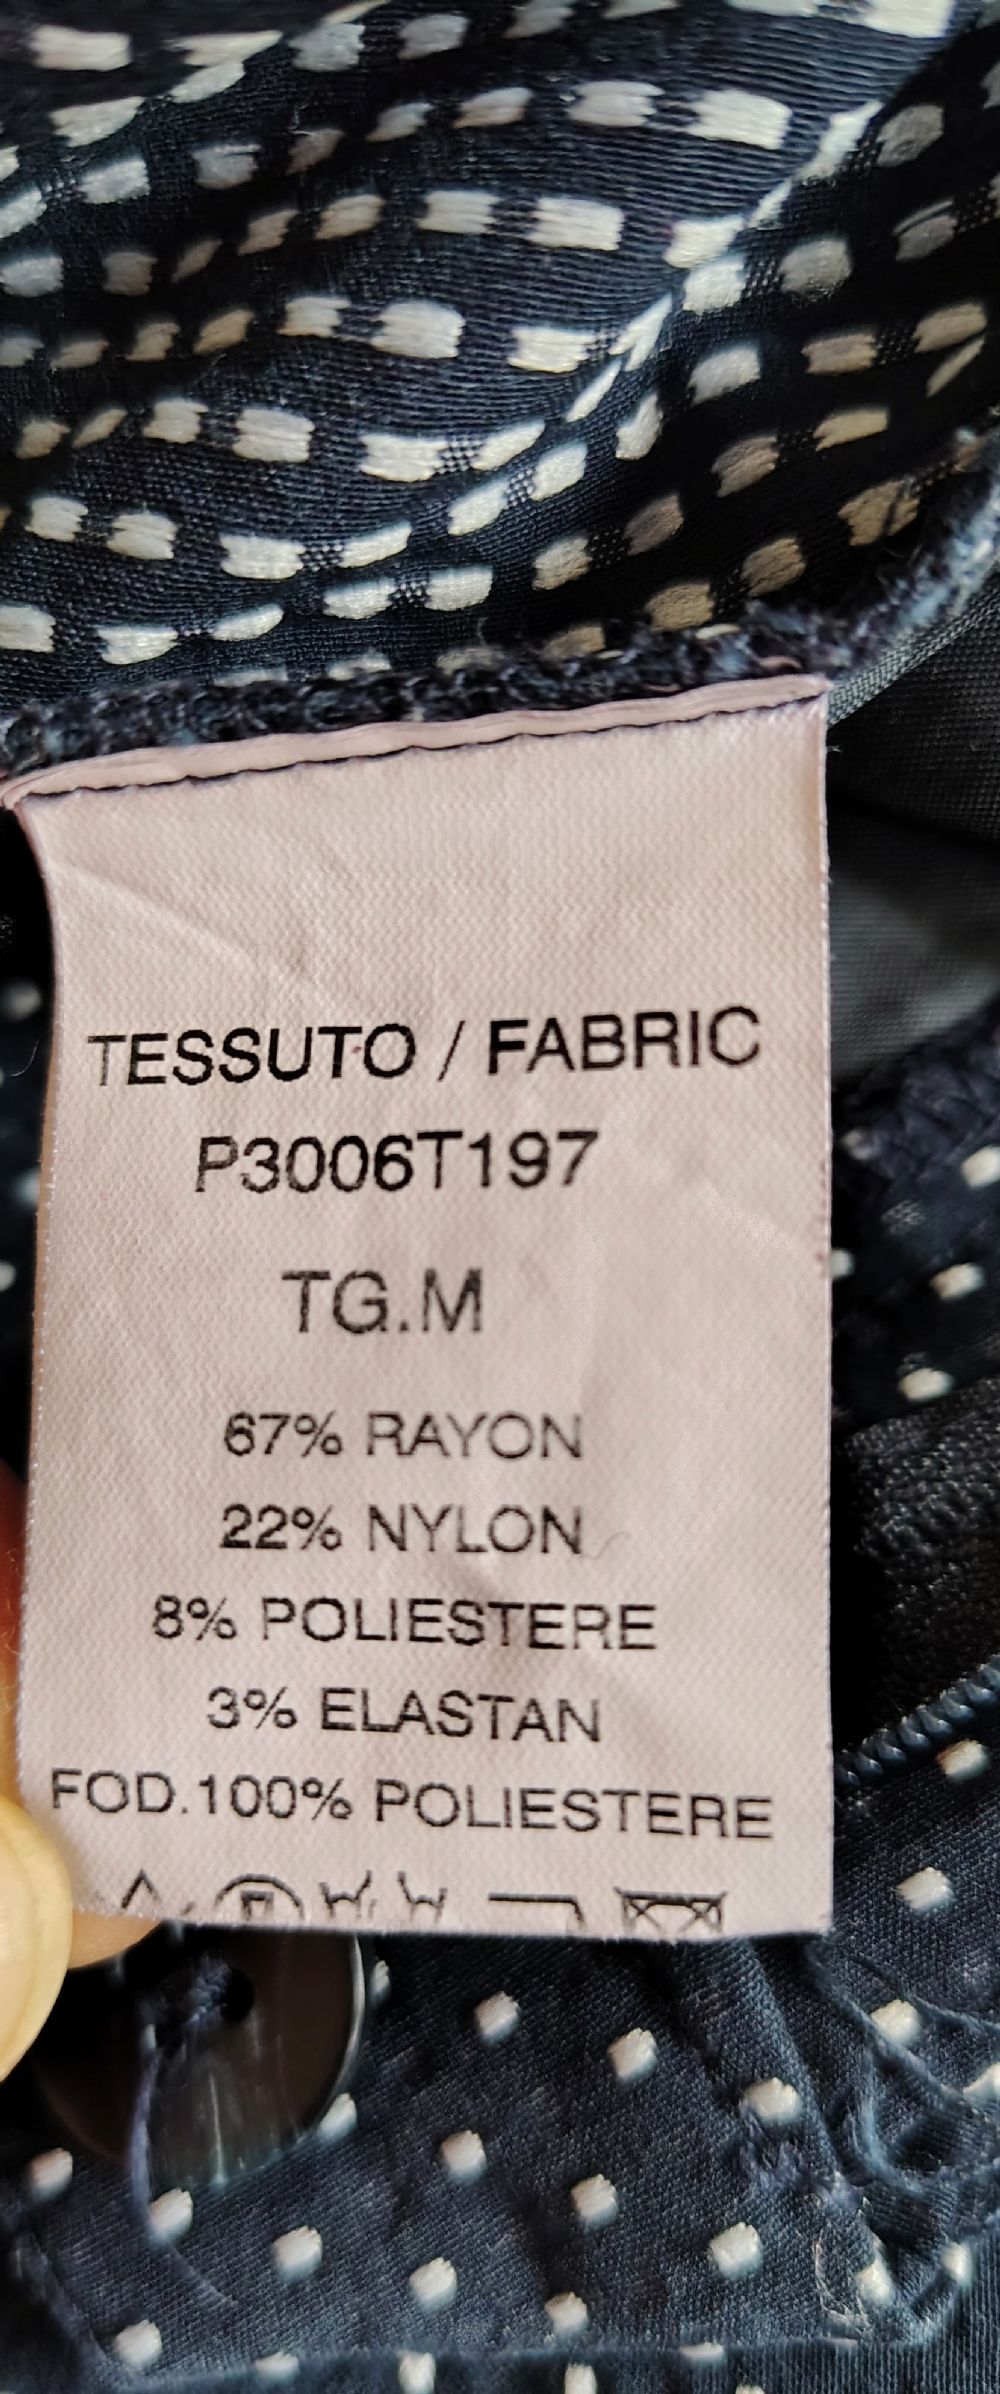 TESSUTO / FABRIC
P3006T197
TG.M
67% RAYON
22% NYLON
8% POLIESTERE
3% ELASTAN
FOD.100% POLIESTERE